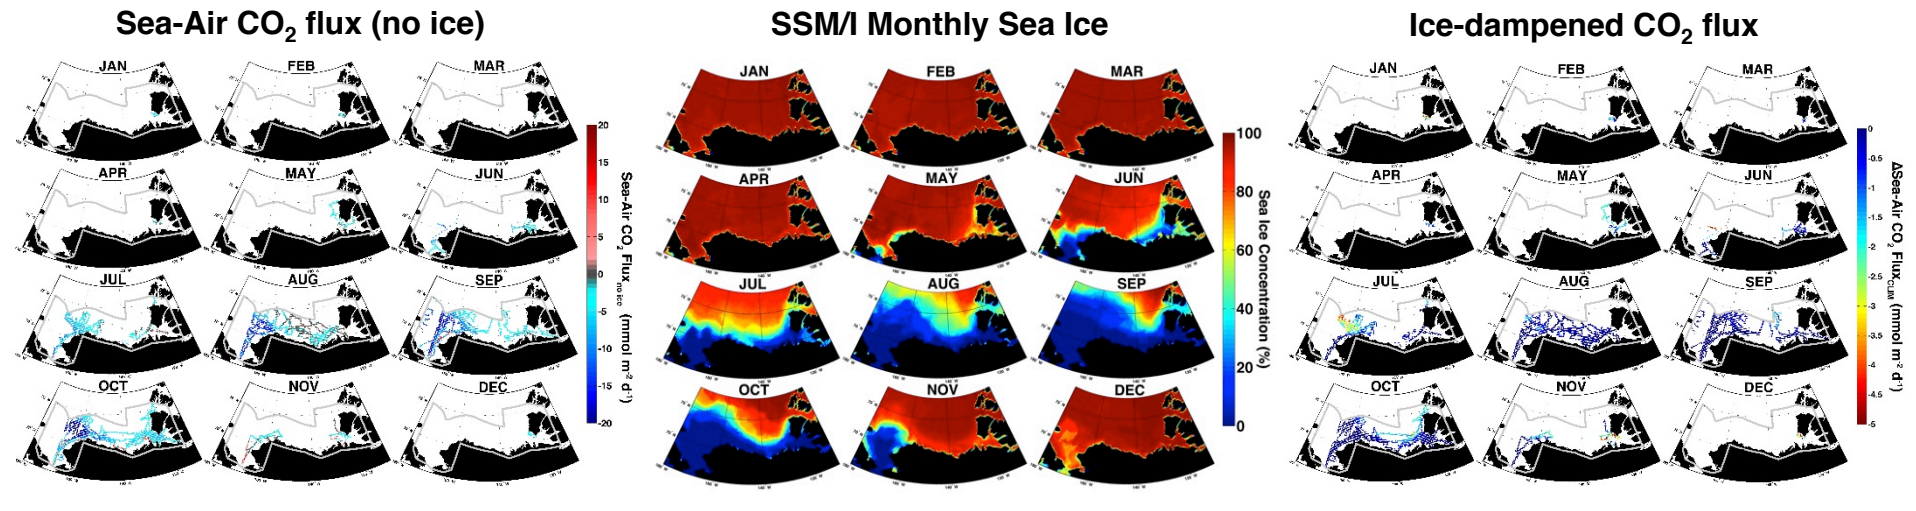 Sea-Air CO2 flux (no ice)
JAN
FEB
MAR
APR
MAY
JUN
JUL
AUG
SEP
OCT
NOV
DEC
20
15
10
5
0
-5
-10
-15
-20
Sea-Air CO2 Flux no ice (mmol m-2 d-1)
SSM/I Monthly Sea Ice
JAN
FEB
MAR
APR
MAY
JUN
JUL
AUG
SEP
OCT
NOV
DEC
100
80
60
40
20
0
Sea Ice Concentration (%)
Ice-dampened CO2 flux
JAN
FEB
MAR
APR
MAY
JUN
JUL
AUG
SEP
OCT
NOV
DEC
0
-0.5
-1
-1.5
-2
-2.5
-3
-3.5
-4
-4.5
-5
ΔSea-Air CO2 Flux CLIM (mmol m-2 d-1)